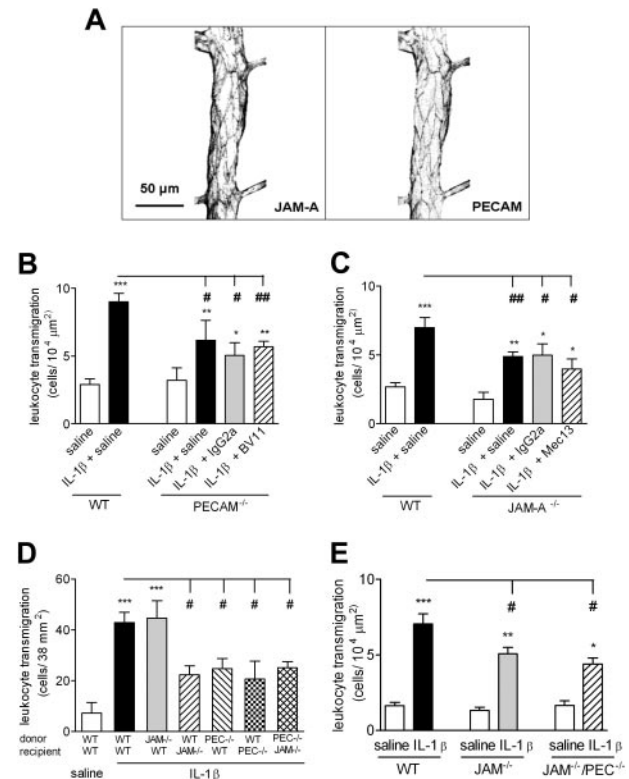 A
50 µm
JAM-A
PECAM
B
leukocyte transmigration
(cells/ 10⁴ µm²)
10
5
0
***
**
*
**
#
#
##
saline
IL-1β + saline
saline
IL-1β + saline
IL-1β + IgG2a
IL-1β + BV11
WT
PECAM-/-
C
leukocyte transmigration
(cells/ 10⁴ µm²)
10
5
0
***
**
*
*
##
#
#
saline
IL-1β + saline
saline
IL-1β + saline
IL-1β + IgG2a
IL-1β + Mec13
WT
JAM-A -/-
D
leukocyte transmigration
(cells/ 38 mm²)
60
40
20
0
***
***
#
#
#
#
donor WT WT JAM-/- WT PEC-/- WT PEC-/-
recipient WT WT WT JAM-/- WT PEC-/- JAM-/-
saline
IL-1β
E
leukocyte transmigration
(cells/ 10⁴ µm²)
10
5
0
***
**
*
#
#
saline IL-1β saline IL-1β saline IL-1β
WT
JAM-/-
JAM-/-/PEC-/-